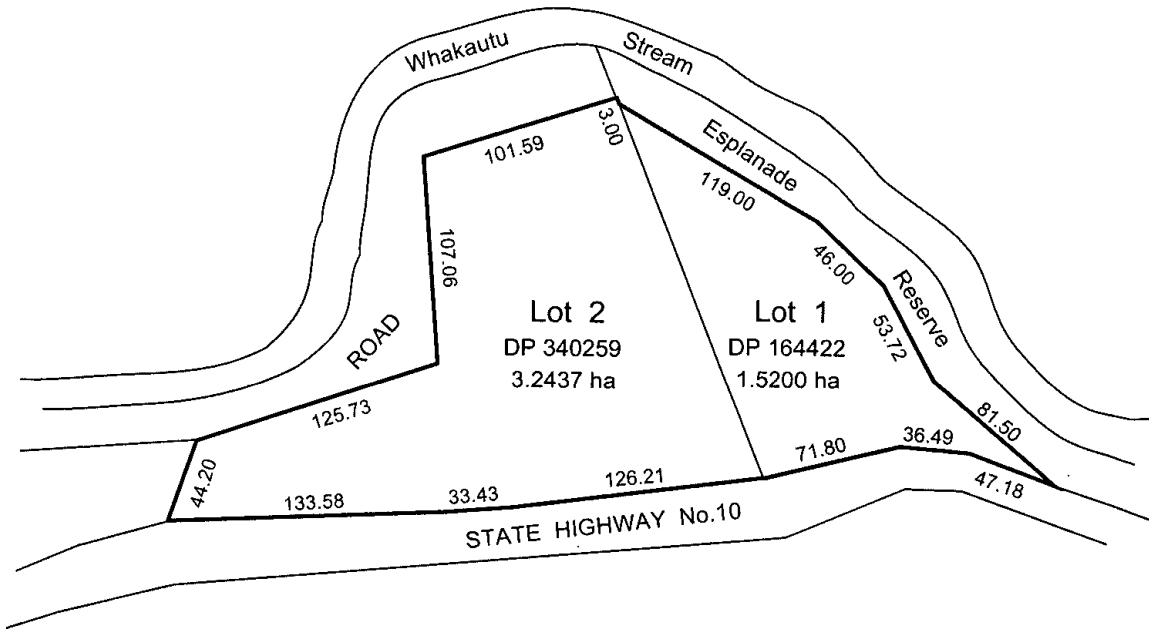 Whakautu Stream
Esplanade Reserve
3.00
101.59
119.00
107.06
46.00
Lot 2
DP 340259
3.2437 ha
Lot 1
DP 164422
1.5200 ha
53.72
ROAD
125.73
81.50
36.49
71.80
47.18
44.20
133.58
33.43
126.21
STATE HIGHWAY No.10